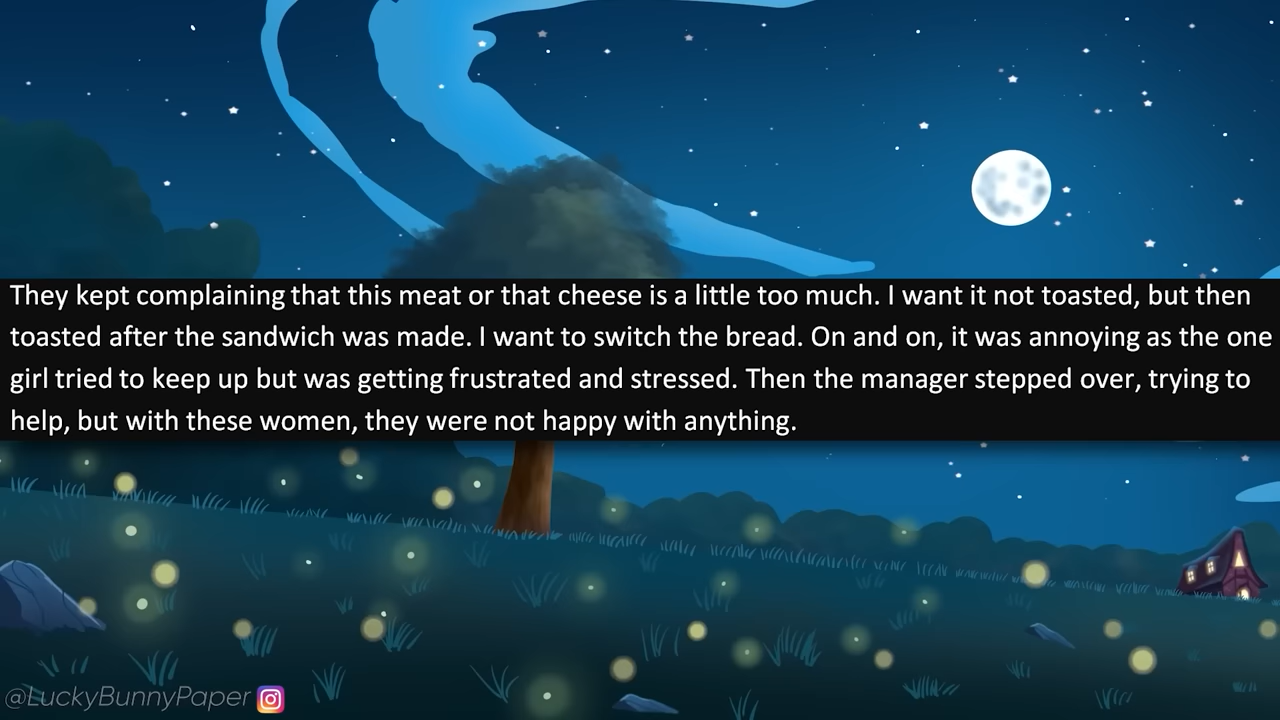 They kept complaining that this meat or that cheese is a little too much. I want it not toasted, but then
toasted after the sandwich was made. I want to switch the bread. On and on, it was annoying as the one
girl tried to keep up but was getting frustrated and stressed. Then the manager stepped over, trying to
help, but with these women, they were not happy with anything.
@LuckyBunnyPaper